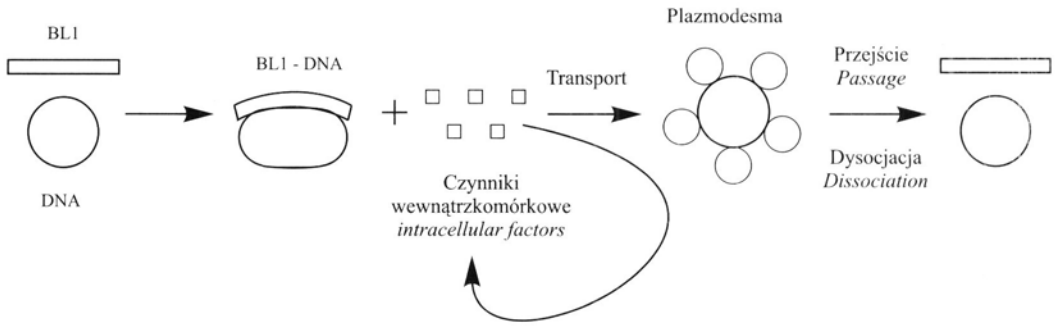 BL1
DNA
BL1 - DNA
+
Czynniki
wewnątrzkomórkowe
intracellular factors
Transport
Plazmodesma
Przejście
Passage
Dysocjacja
Dissociation